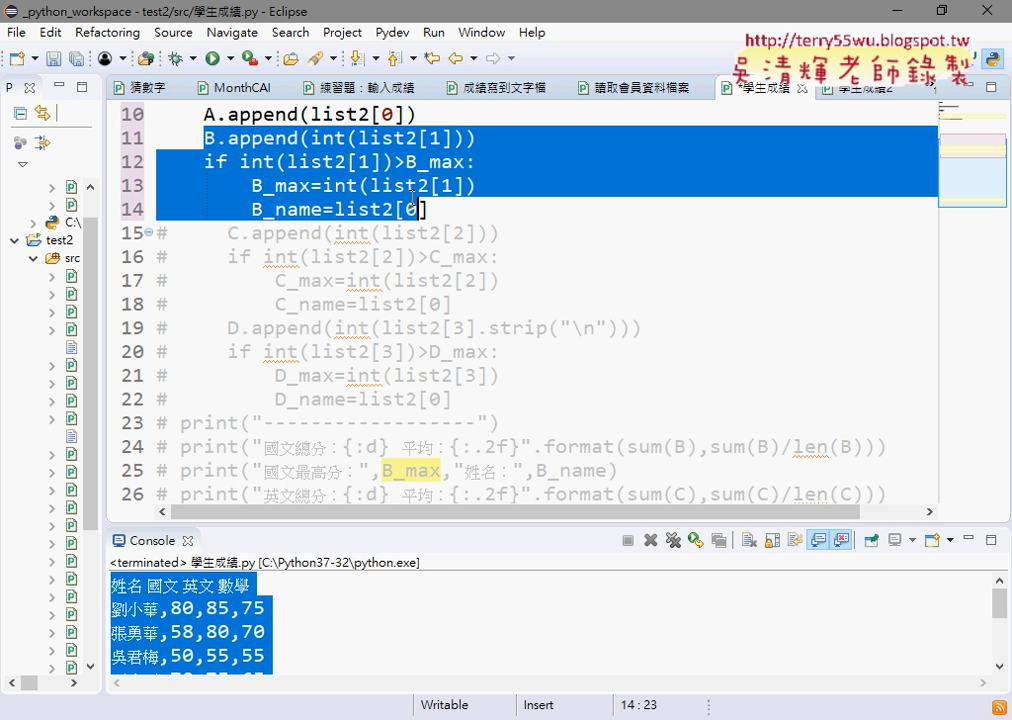 _python_workspace - test2/src/學生成績.py - Eclipse
File Edit Refactoring Source Navigate Search Project Pydev Run Window Help
http://terry55wu.blogspot.tw
吳清輝老師錄製
P 猜數字 MonthCAI 練習題：輸入成績 成績寫到文字檔 讀取會員資料檔案 *學生成績 學生成績2
10 A.append(list2[0])
11 B.append(int(list2[1]))
12 if int(list2[1])>B_max:
13 B_max=int(list2[1])
14 B_name=list2[0]
15 # C.append(int(list2[2]))
16 # if int(list2[2])>C_max:
17 # C_max=int(list2[2])
18 # C_name=list2[0]
19 # D.append(int(list2[3].strip("\n")))
20 # if int(list2[3])>D_max:
21 # D_max=int(list2[3])
22 # D_name=list2[0]
23 # print("------------------")
24 # print("國文總分：{:d} 平均：{:.2f}".format(sum(B),sum(B)/len(B)))
25 # print("國文最高分：",B_max,"姓名：",B_name)
26 # print("英文總分：{:d} 平均：{:.2f}".format(sum(C),sum(C)/len(C)))
C:\
test2
src
Console
<terminated> 學生成績.py [C:\Python37-32\python.exe]
姓名 國文 英文 數學
劉小華,80,85,75
張勇華,58,80,70
吳君梅,50,55,55
Writable Insert 14 : 23